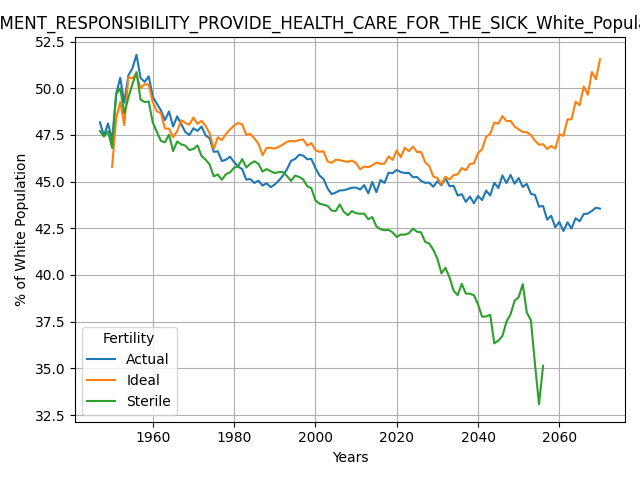 MENT_RESPONSIBILITY_PROVIDE_HEALTH_CARE_FOR_THE_SICK_White_Popula
52.5
50.0
47.5
45.0
42.5
40.0
37.5
35.0
32.5
% of White Population
Fertility
Actual
Ideal
Sterile
1960 1980 2000 2020 2040 2060
Years